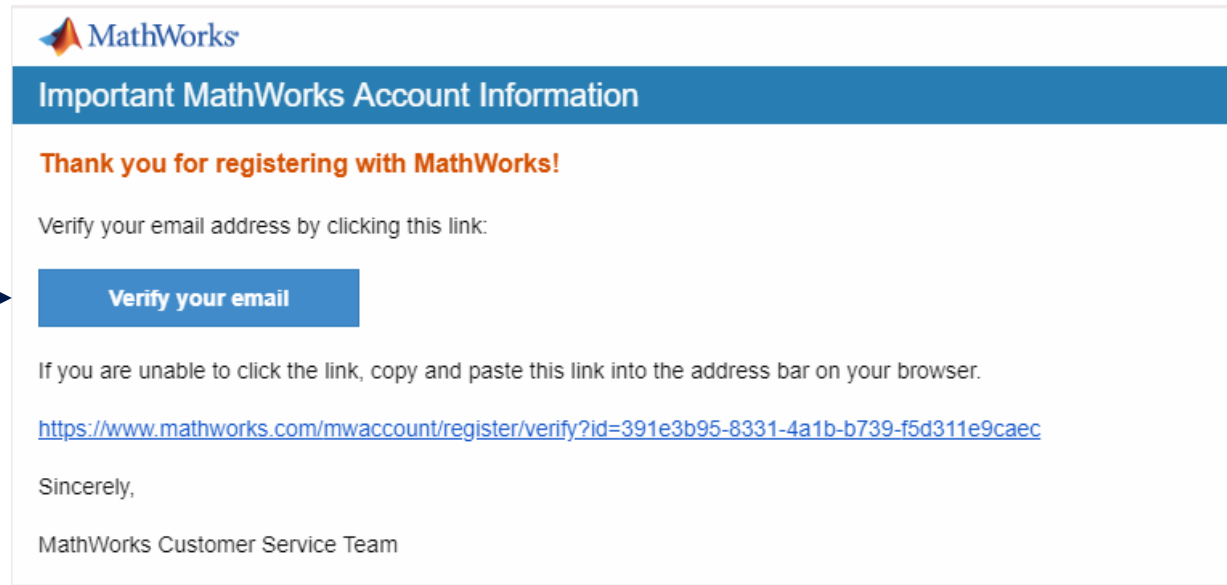 MathWorks®
Important MathWorks Account Information
Thank you for registering with MathWorks!
Verify your email address by clicking this link:
Verify your email
If you are unable to click the link, copy and paste this link into the address bar on your browser.
https://www.mathworks.com/mwaccount/register/verify?id=391e3b95-8331-4a1b-b739-f5d311e9caec
Sincerely,
MathWorks Customer Service Team